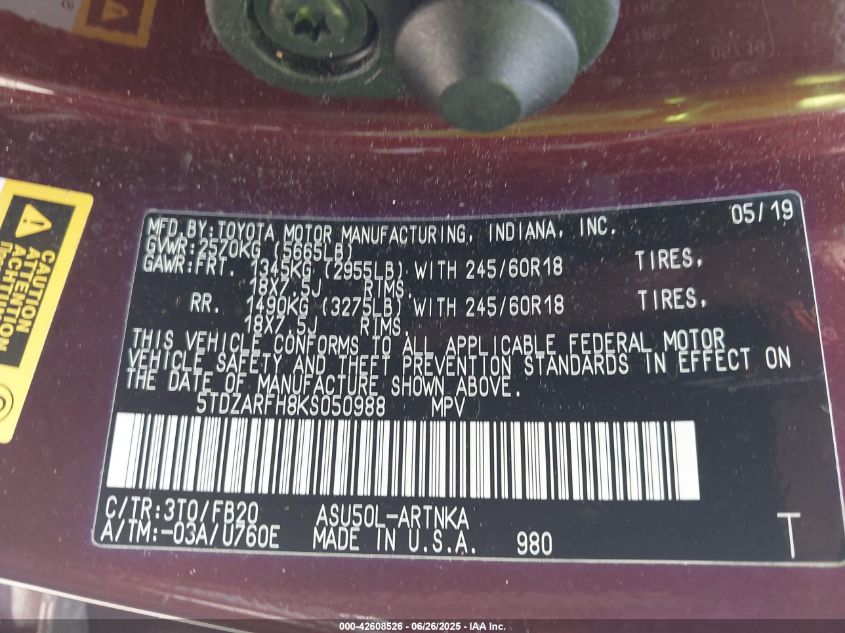 MFD.BY:TOYOTA MOTOR MANUFACTURING, INDIANA, INC. 05/19
GVWR:2570KG (5665LB)
GAWR:FRT. 1345KG (2955LB) WITH 245/60R18 TIRES,
18X7.5J RIMS.
RR. 1490KG (3275LB) WITH 245/60R18 TIRES,
18X7.5J RIMS.
THIS VEHICLE CONFORMS TO ALL APPLICABLE FEDERAL MOTOR
VEHICLE SAFETY AND THEFT PREVENTION STANDARDS IN EFFECT ON
THE DATE OF MANUFACTURE SHOWN ABOVE.
5TDZARFH8KS050988 MPV
C/TR:3T0/FB20 ASU50L-ARTNKA
A/TM:-03A/U760E MADE IN U.S.A. 980 T
CAUTION
ATTENTION
ACHTUNG
000-42608526 - 06/26/2025 - IAA Inc.